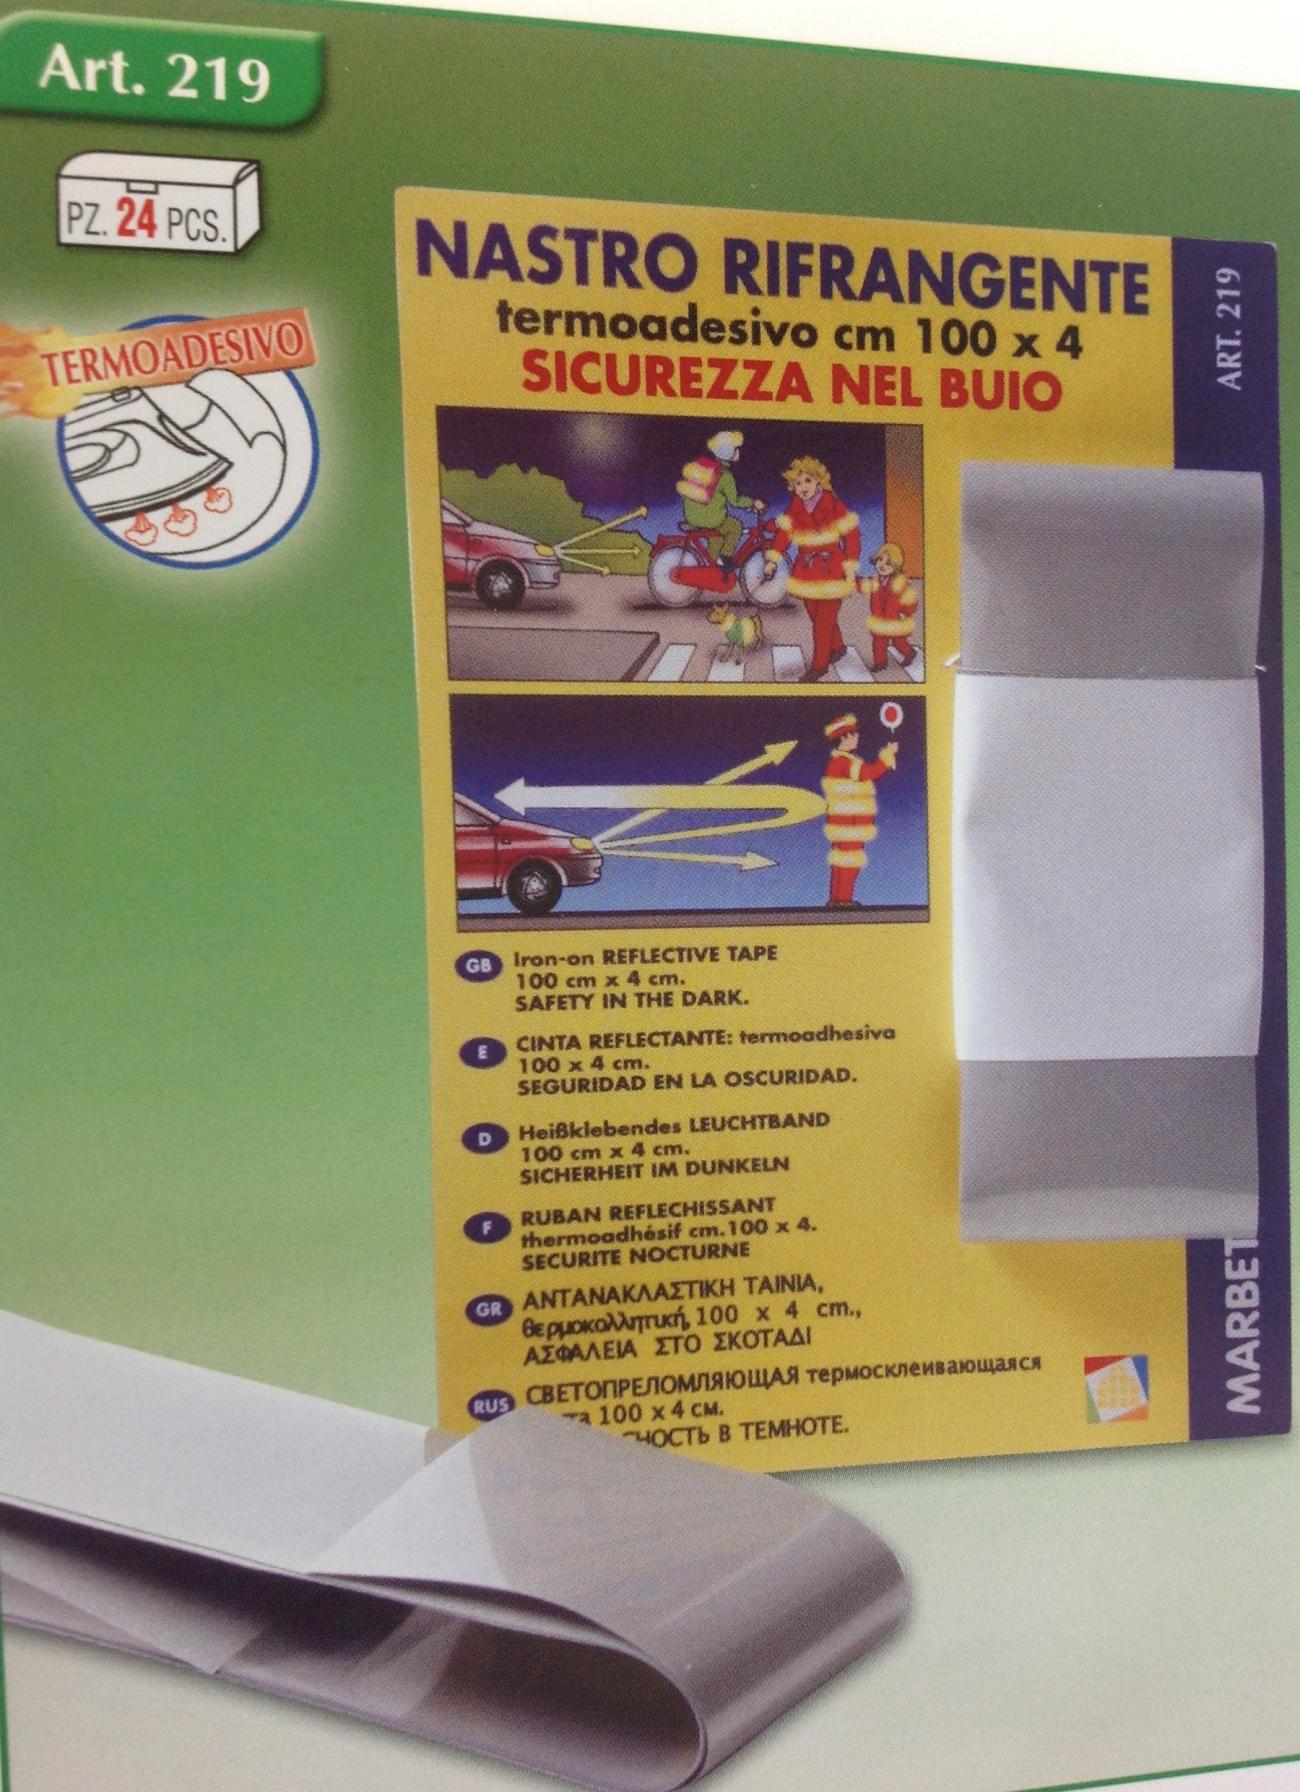 Art. 219
PZ. 24 PCS.
TERMOADESIVO
NASTRO RIFRANGENTE
termoadesivo cm 100 x 4
SICUREZZA NEL BUIO
ART. 219
GB Iron-on REFLECTIVE TAPE
100 cm x 4 cm.
SAFETY IN THE DARK.
E CINTA REFLECTANTE: termoadhesiva
100 x 4 cm.
SEGURIDAD EN LA OSCURIDAD.
D Heißklebendes LEUCHTBAND
100 cm x 4 cm.
SICHERHEIT IM DUNKELN
F RUBAN REFLECHISSANT
thermoadhésif cm.100 x 4.
SECURITE NOCTURNE
GR ΑΝΤΑΝΑΚΛΑΣΤΙΚΗ ΤΑΙΝΙΑ,
θερμοκολλητική, 100 x 4 cm.,
ΑΣΦΑΛΕΙΑ ΣΤΟ ΣΚΟΤΑΔΙ
RUS СВЕТОПРЕЛОМЛЯЮЩАЯ термосклеивающаяся
100 x 4 см.
В ТЕМНОТЕ.
MARBET